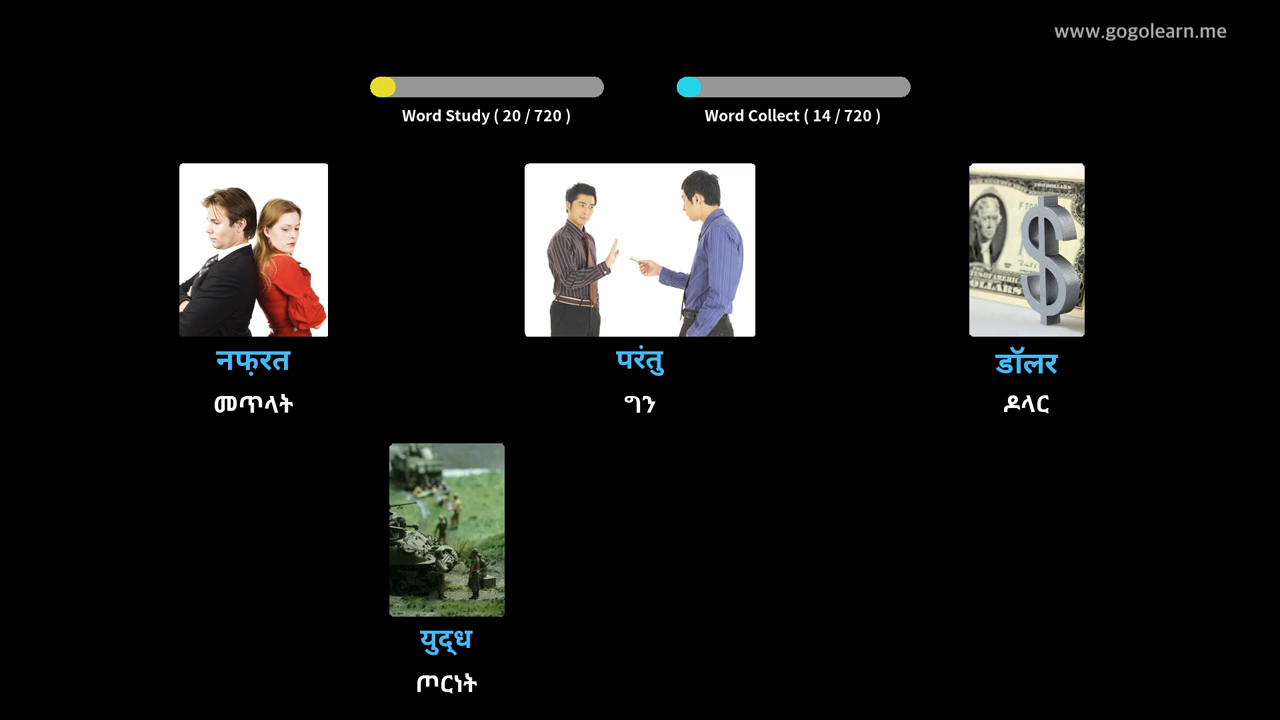 www.gogolearn.me
Word Study ( 20 / 720 )
Word Collect ( 14 / 720 )
नफ़रत
መጥላት
परंतु
ግን
डॉलर
ዶላር
युद्ध
ጦርነት